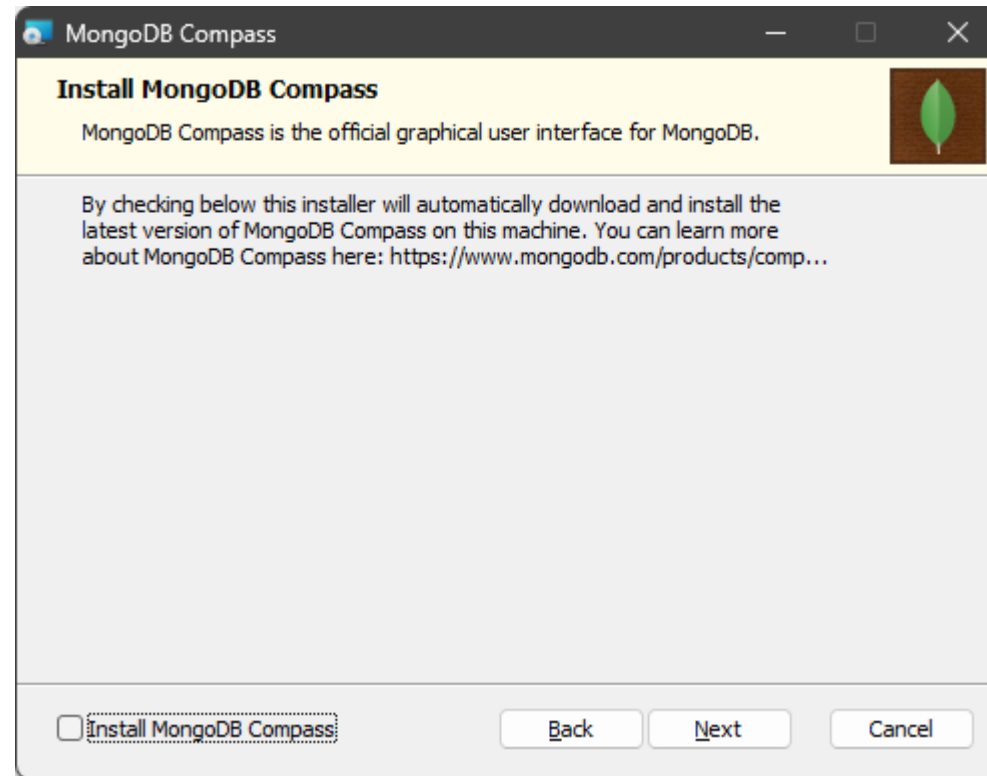 MongoDB Compass
Install MongoDB Compass
MongoDB Compass is the official graphical user interface for MongoDB.
By checking below this installer will automatically download and install the
latest version of MongoDB Compass on this machine. You can learn more
about MongoDB Compass here: https://www.mongodb.com/products/comp...
Install MongoDB Compass
Back
Next
Cancel